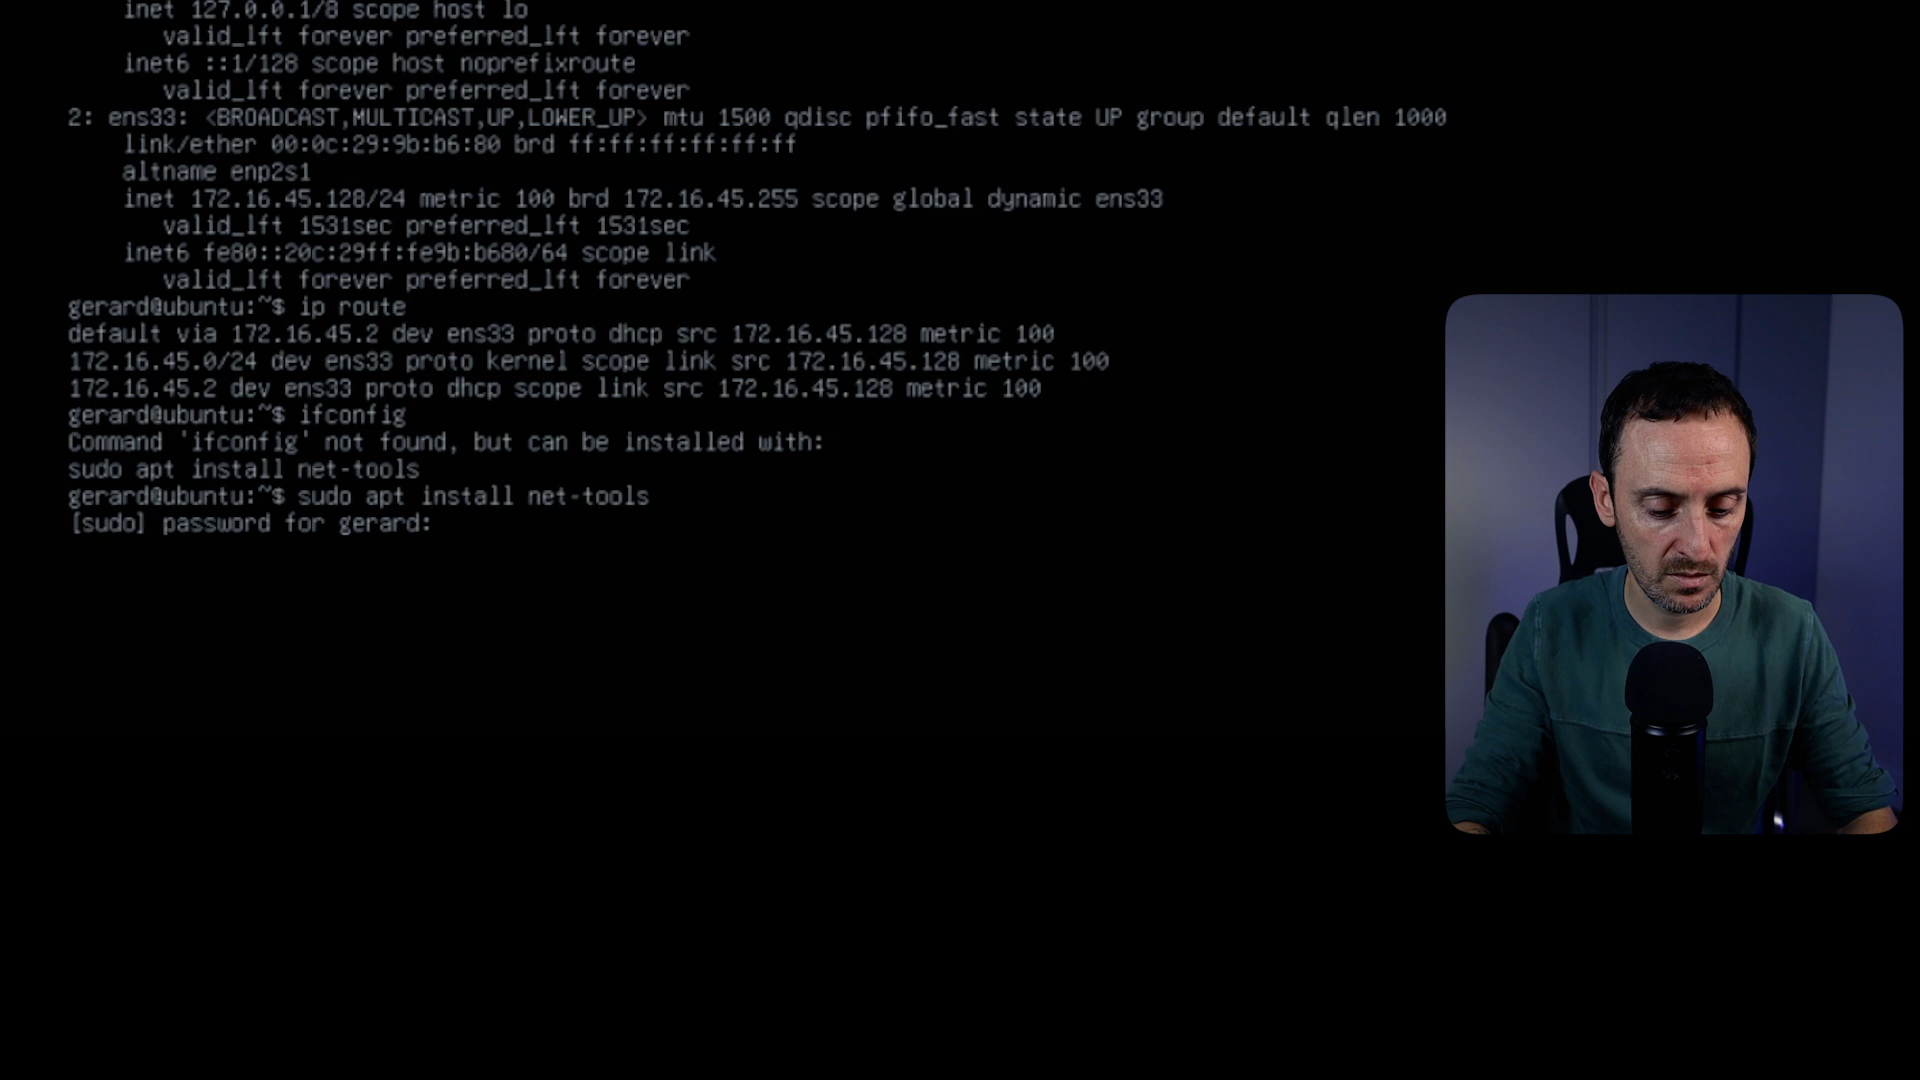 inet 127.0.0.1/8 scope host lo
valid_lft forever preferred_lft forever
inet6 ::1/128 scope host noprefixroute
valid_lft forever preferred_lft forever
2: ens33: <BROADCAST,MULTICAST,UP,LOWER_UP> mtu 1500 qdisc pfifo_fast state UP group default qlen 1000
link/ether 00:0c:29:9b:b6:80 brd ff:ff:ff:ff:ff:ff
altname enp2s1
inet 172.16.45.128/24 metric 100 brd 172.16.45.255 scope global dynamic ens33
valid_lft 1531sec preferred_lft 1531sec
inet6 fe80::20c:29ff:fe9b:b680/64 scope link
valid_lft forever preferred_lft forever
gerard@ubuntu:~$ ip route
default via 172.16.45.2 dev ens33 proto dhcp src 172.16.45.128 metric 100
172.16.45.0/24 dev ens33 proto kernel scope link src 172.16.45.128 metric 100
172.16.45.2 dev ens33 proto dhcp scope link src 172.16.45.128 metric 100
gerard@ubuntu:~$ ifconfig
Command 'ifconfig' not found, but can be installed with:
sudo apt install net-tools
gerard@ubuntu:~$ sudo apt install net-tools
[sudo] password for gerard: